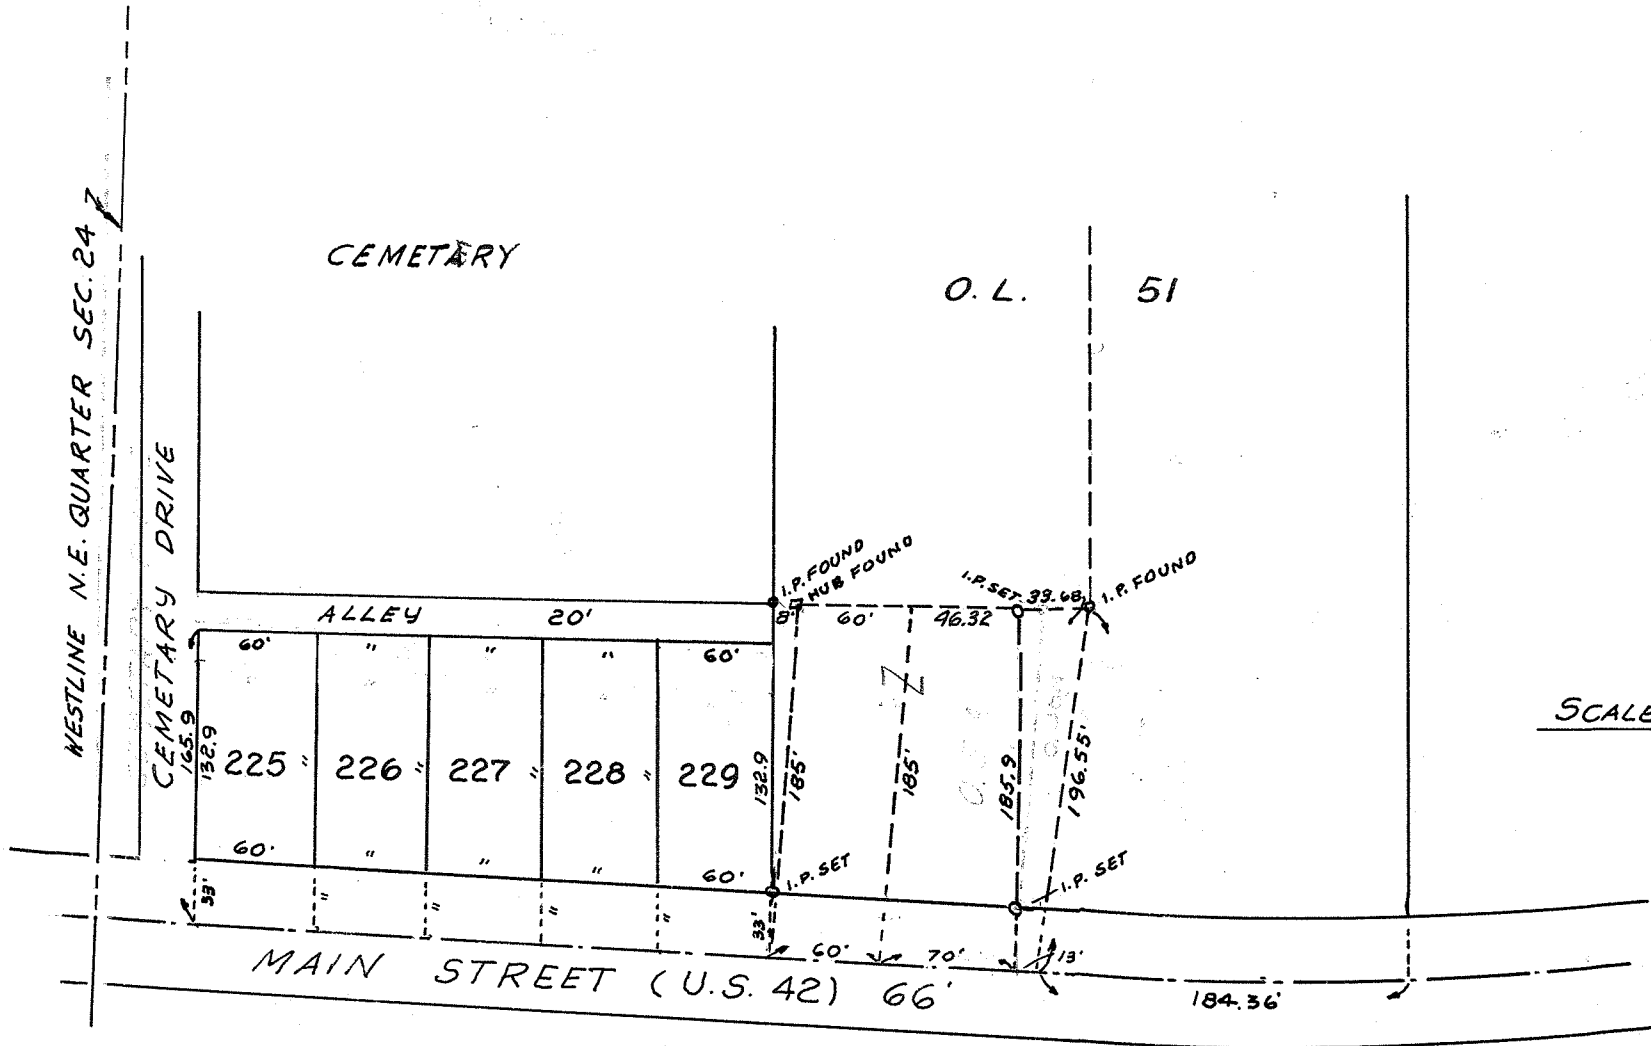 WESTLINE N.E. QUARTER SEC. 24
CEMETARY
O. L. 51
CEMETARY DRIVE
I.P. FOUND
HUB FOUND
I.P. SET
33.68
I.P. FOUND
ALLEY 20'
8' 60' 46.32
60' " " " 60'
SCALE
165.9
132.9
225 " 226 " 227 " 228 " 229
132.9
185'
185'
185.9
196.55'
60' " " " 60'
I.P. SET
I.P. SET
33' " " " " 33'
60' 70' 13'
MAIN STREET (U.S. 42) 66'
184.36'